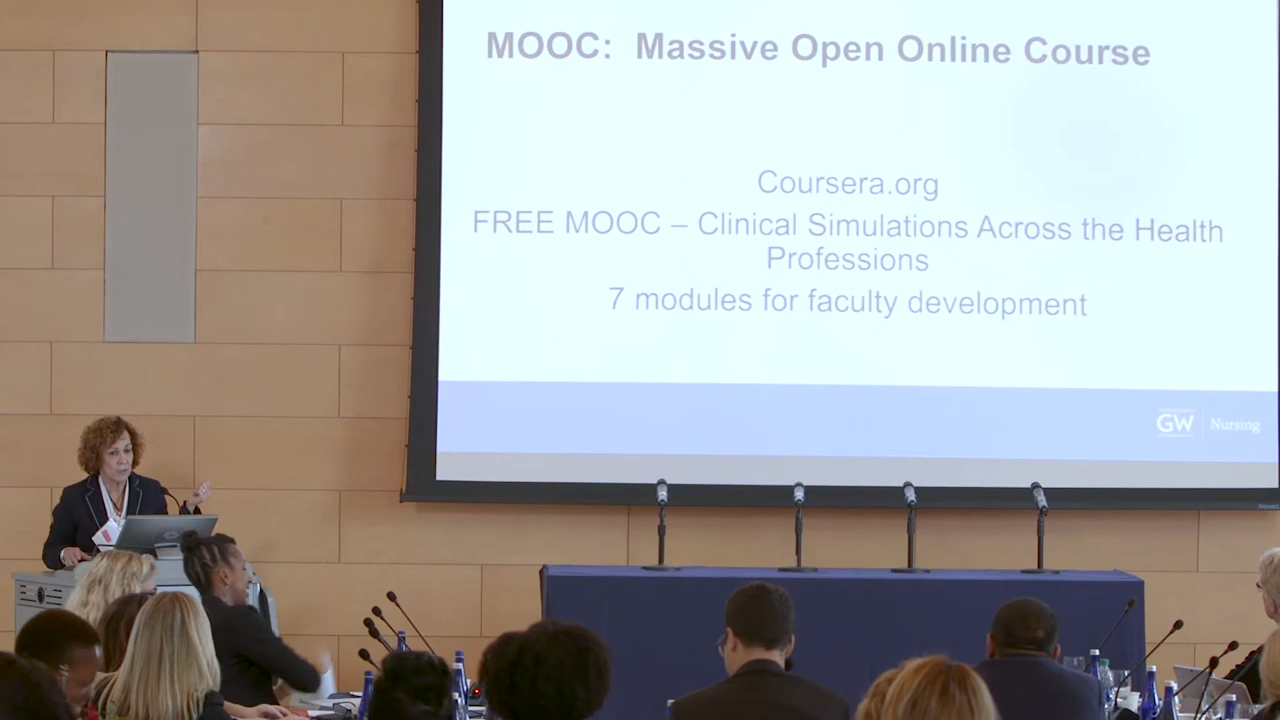 MOOC: Massive Open Online Course
Coursera.org
FREE MOOC – Clinical Simulations Across the Health
Professions
7 modules for faculty development
GW Nursing